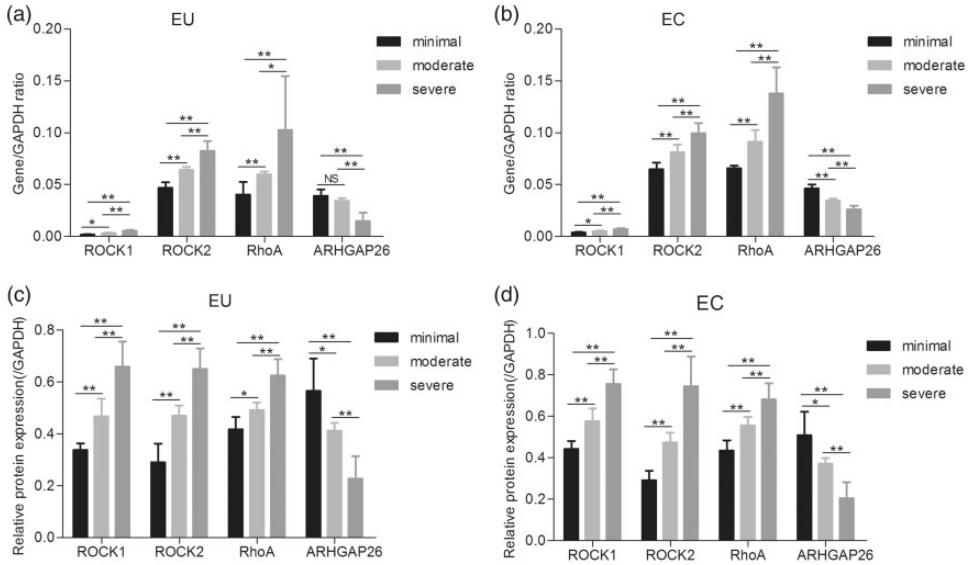 (a)
EU
Gene/GAPDH ratio
0.20
0.15
0.10
0.05
0.00
minimal
moderate
severe
*
**
**
**
**
**
**
*
**
NS
**
**
ROCK1
ROCK2
RhoA
ARHGAP26
(b)
EC
Gene/GAPDH ratio
0.20
0.15
0.10
0.05
0.00
minimal
moderate
severe
*
**
**
**
**
**
**
**
**
**
**
**
ROCK1
ROCK2
RhoA
ARHGAP26
(c)
EU
Relative protein expression(/GAPDH)
0.8
0.6
0.4
0.2
0.0
minimal
moderate
severe
**
**
**
**
**
**
*
**
**
*
**
**
ROCK1
ROCK2
RhoA
ARHGAP26
(d)
EC
Relative protein expression(/GAPDH)
1.0
0.8
0.6
0.4
0.2
0.0
minimal
moderate
severe
**
**
**
**
**
**
**
**
**
*
**
**
ROCK1
ROCK2
RhoA
ARHGAP26